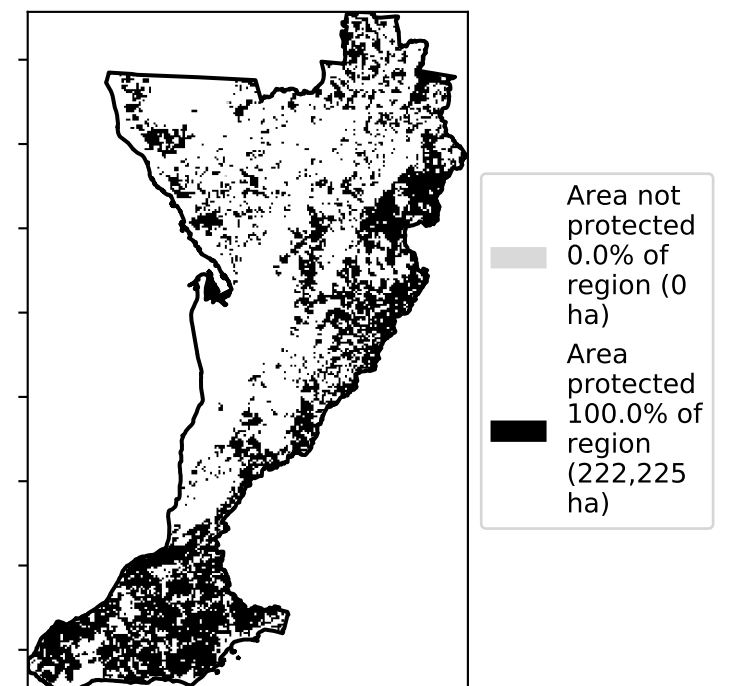 Area not
protected
0.0% of
region (0
ha)
Area
protected
100.0% of
region
(222,225
ha)